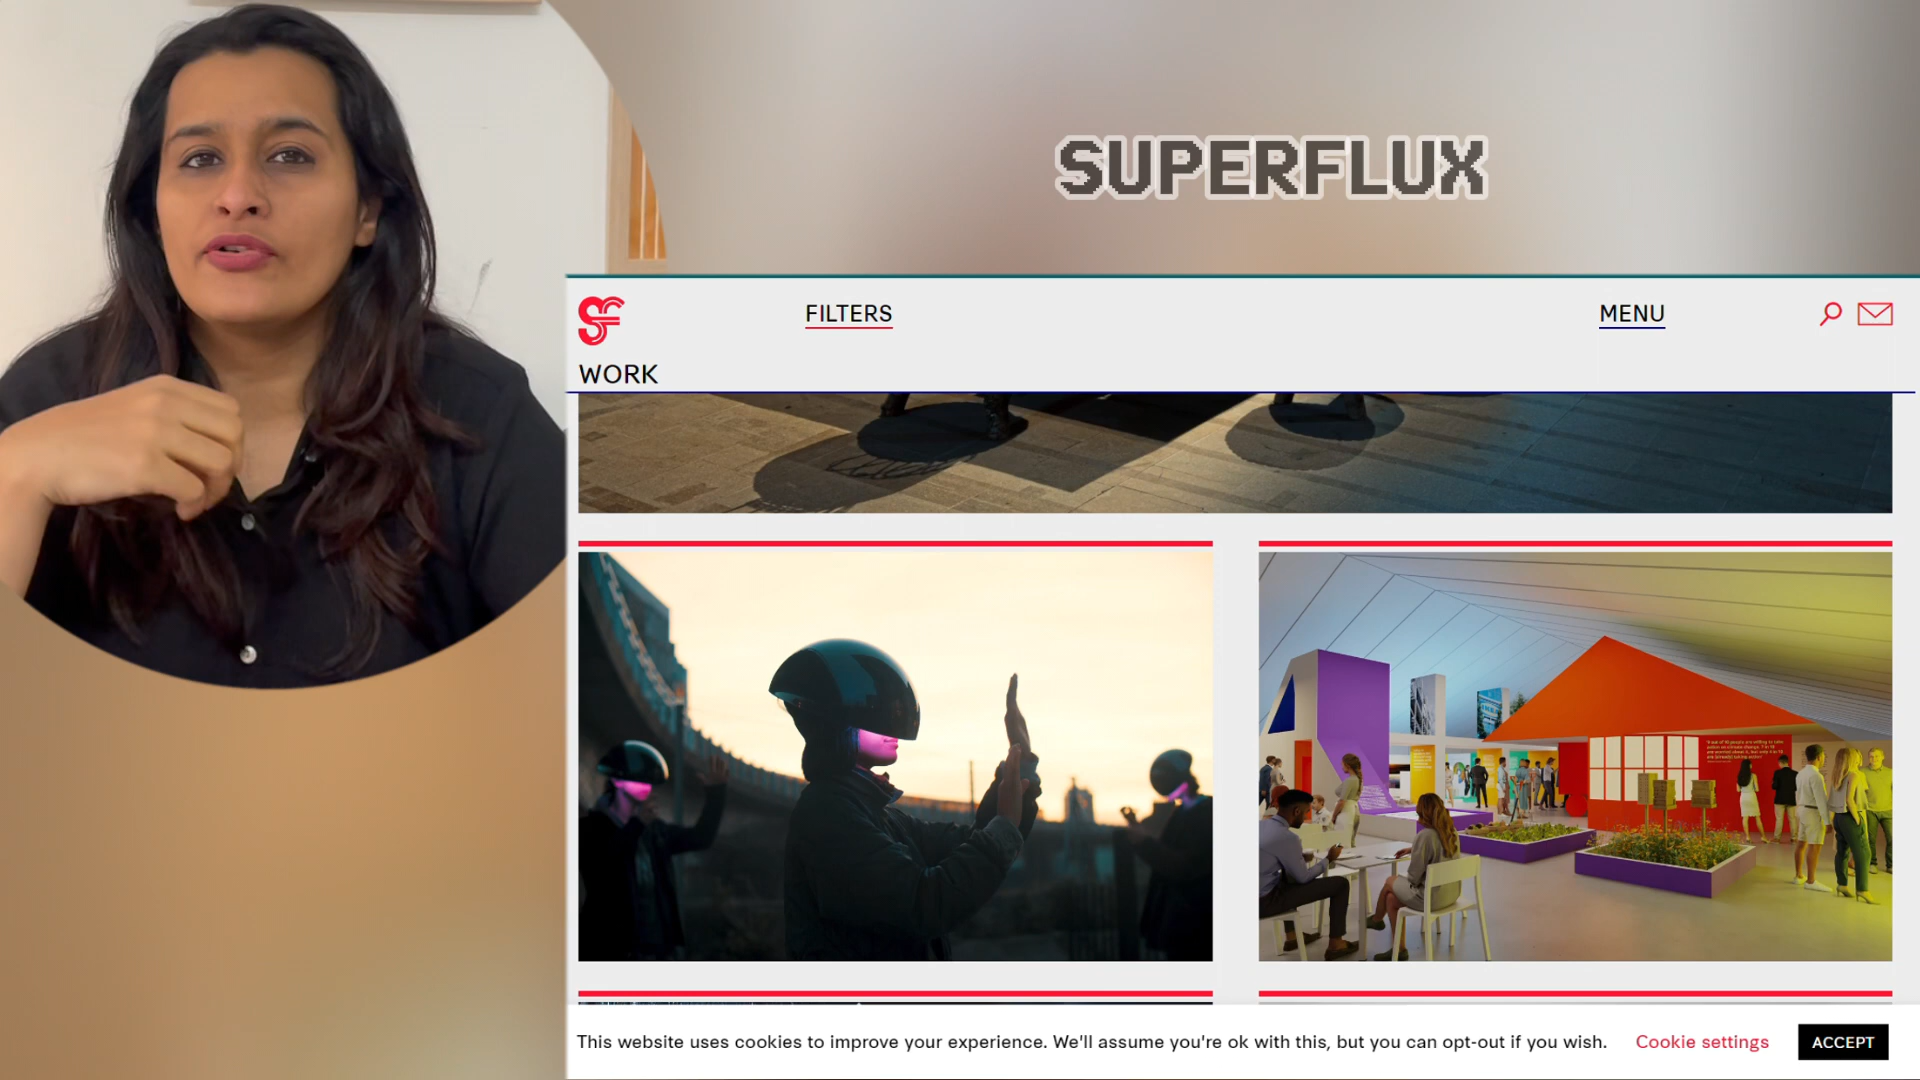 SUPERFLUX
FILTERS
MENU
WORK
This website uses cookies to improve your experience. We'll assume you're ok with this, but you can opt-out if you wish.
Cookie settings
ACCEPT